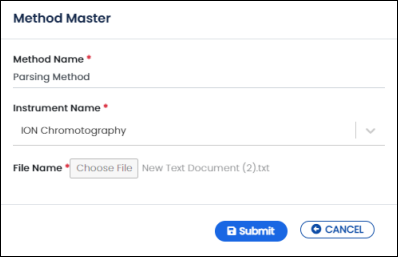 Method Master
Method Name *
Parsing Method
Instrument Name *
ION Chromotography
File Name * Choose File New Text Document (2).txt
Submit CANCEL